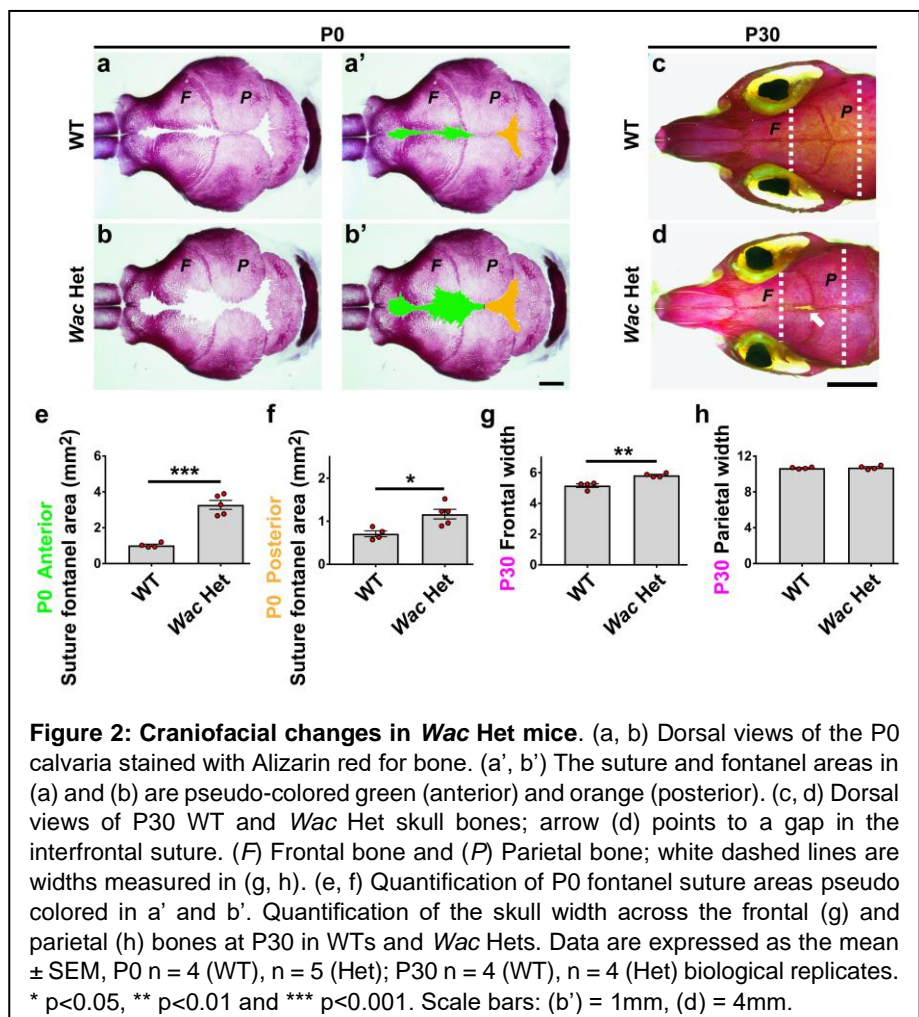 P0
P30
a
a’
c
F
P
F
P
F
P
WT
WT
b
b’
d
F
P
F
P
F
P
Wac Het
Wac Het
e
f
g
h
P0 Anterior
Suture fontanel area (mm²)
6
4
2
0
***
WT
Wac Het
P0 Posterior
Suture fontanel area (mm²)
2
1
0
*
WT
Wac Het
P30 Frontal width
6
4
2
0
**
WT
Wac Het
P30 Parietal width
12
6
0
WT
Wac Het
Figure 2: Craniofacial changes in Wac Het mice. (a, b) Dorsal views of the P0
calvaria stained with Alizarin red for bone. (a’, b’) The suture and fontanel areas in
(a) and (b) are pseudo-colored green (anterior) and orange (posterior). (c, d) Dorsal
views of P30 WT and Wac Het skull bones; arrow (d) points to a gap in the
interfrontal suture. (F) Frontal bone and (P) Parietal bone; white dashed lines are
widths measured in (g, h). (e, f) Quantification of P0 fontanel suture areas pseudo
colored in a’ and b’. Quantification of the skull width across the frontal (g) and
parietal (h) bones at P30 in WTs and Wac Hets. Data are expressed as the mean
± SEM, P0 n = 4 (WT), n = 5 (Het); P30 n = 4 (WT), n = 4 (Het) biological replicates.
* p<0.05, ** p<0.01 and *** p<0.001. Scale bars: (b’) = 1mm, (d) = 4mm.